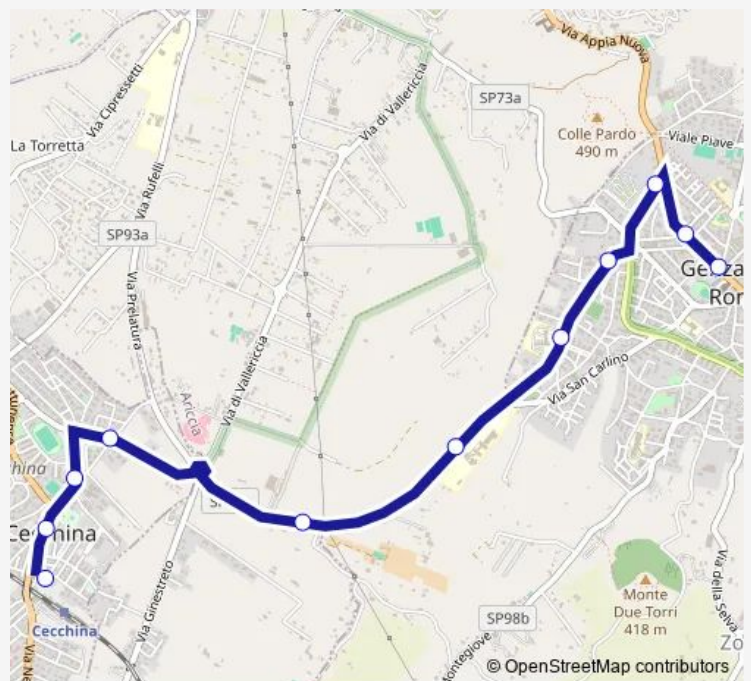 Via Appia Nuova
Via Cipressetti
Via di Vallericcia
SP73a
Colle Pardo
490 m
Viale Piave
La Torretta
Via Rufelli
SP93a
Via Prelatura
Via di Vallericcia
Ariccia
Via San Carlino
Cecchina
Via Ginestreto
Monte
Due Torri
418 m
Via della Selva
SP98b
Cecchina
© OpenStreetMap contributors